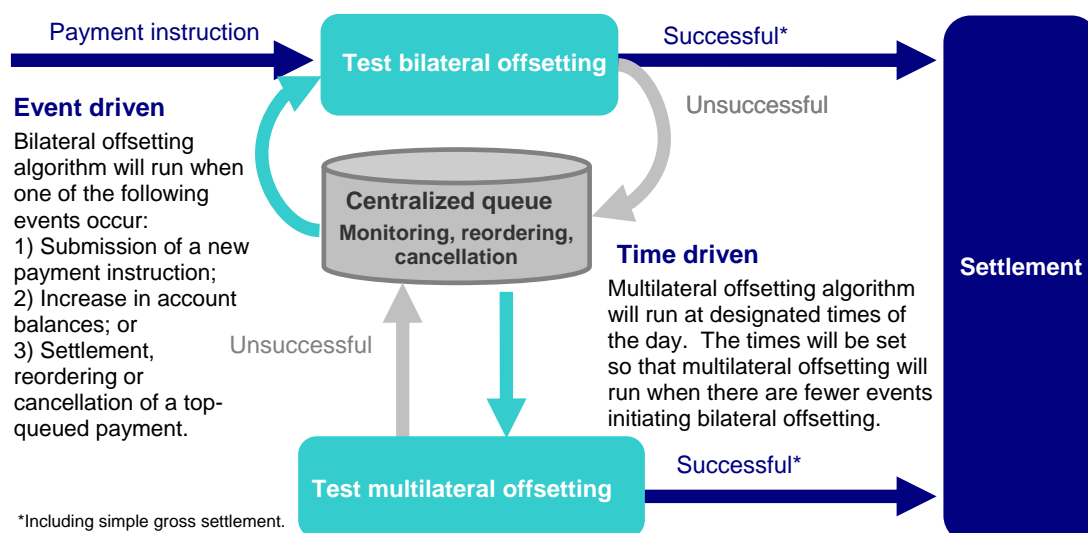 Payment instruction
Test bilateral offsetting
Successful*
Unsuccessful
Event driven
Bilateral offsetting
algorithm will run when
one of the following
events occur:
1) Submission of a new
payment instruction;
2) Increase in account
balances; or
3) Settlement,
reordering or
cancellation of a top-
queued payment.
Centralized queue
Monitoring, reordering,
cancellation
Unsuccessful
Time driven
Multilateral offsetting algorithm
will run at designated times of
the day.  The times will be set
so that multilateral offsetting will
run when there are fewer events
initiating bilateral offsetting.
Settlement
Test multilateral offsetting
Successful*
*Including simple gross settlement.